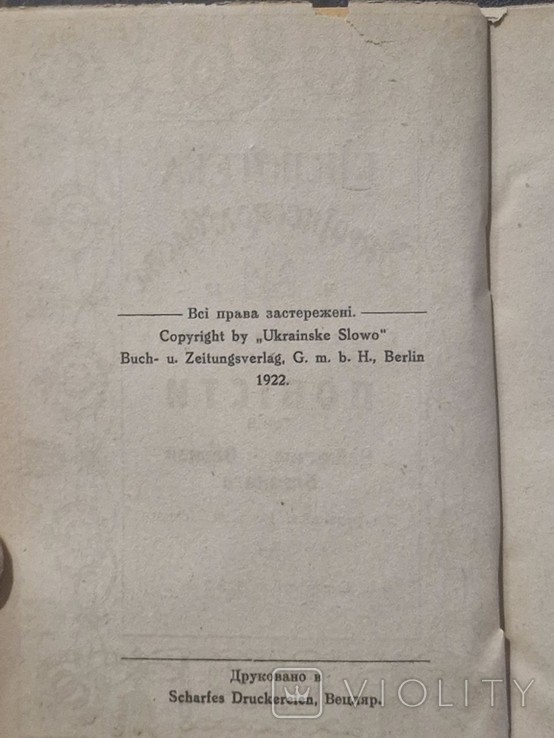 Всі права застережені.
Copyright by „Ukrainske Slowo"
Buch- u. Zeitungsverlag, G. m. b. H., Berlin
1922.
Друковано в
Scharfes Druckereien, Вецляр.
VIOLITY